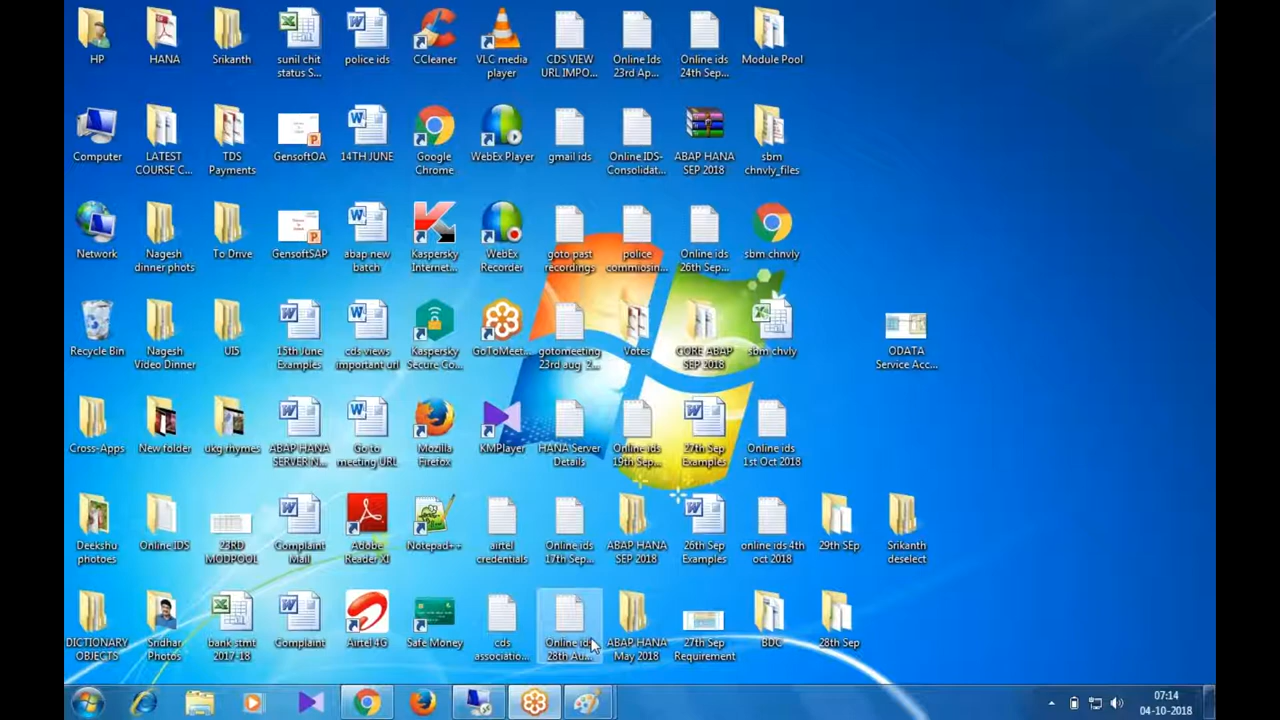 HP
HANA
Srikanth
sunil chit
status S...
police ids
CCleaner
VLC media
player
CDS VIEW
URL IMPO...
Online Ids
23rd Ap...
Online ids
24th Sep...
Module Pool
Computer
LATEST
COURSE C...
TDS
Payments
GensoftOA
14TH JUNE
Google
Chrome
WebEx Player
gmail ids
Online IDS-
Consolidat...
ABAP HANA
SEP 2018
sbm
chnvly_files
Network
Nagesh
dinner phots
To Drive
GensoftSAP
abap new
batch
Kaspersky
Internet...
WebEx
Recorder
goto past
recordings
police
commiosin...
Online ids
26th Sep...
sbm chnvly
Recycle Bin
Nagesh
Video Dinner
UI5
15th June
Examples
cds views
important url
Kaspersky
Secure Co...
GoToMeet...
gotomeeting
23rd aug 2...
Votes
CORE ABAP
SEP 2018
sbm chvly
ODATA
Service Acc...
Cross-Apps
New folder
ukg rhymes
ABAP HANA
SERVER N...
Go to
meeting URL
Mozilla
Firefox
KMPlayer
HANA Server
Details
Online ids
19th Sep...
27th Sep
Examples
Online ids
1st Oct 2018
Deekshu
photoes
Online IDS
23RD
MODPOOL
Complaint
Mail
Adobe
Reader XI
Notepad++
airtel
credentials
Online ids
17th Sep...
ABAP HANA
SEP 2018
26th Sep
Examples
online ids 4th
oct 2018
29th SEp
Srikanth
deselect
DICTIONARY
OBJECTS
Sridhar
Photos
bank stmt
2017-18
Complaint
Airtel 4G
Safe Money
cds
associatio...
Online ids
28th Au...
ABAP HANA
May 2018
27th Sep
Requirement
BDC
28th Sep
07:14
04-10-2018